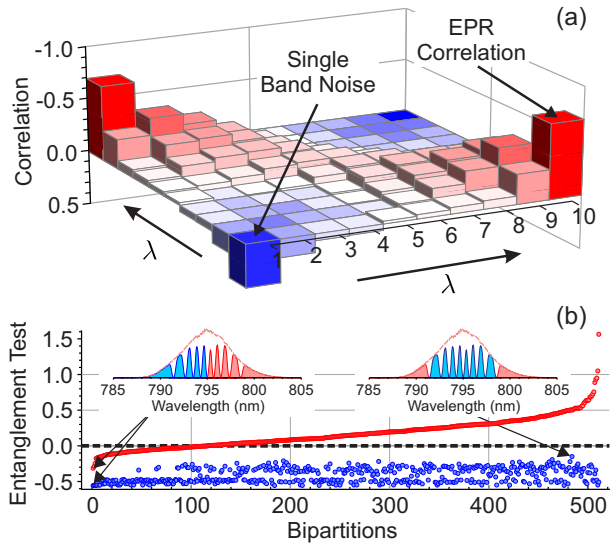 (a)
EPR
Correlation
Single
Band Noise
-1.0
-0.5
0.0
0.5
Correlation
λ
λ
1 2 3 4 5 6 7 8 9 10
(b)
1.5
1.0
0.5
0.0
-0.5
Entanglement Test
785 790 795 800 805
Wavelength (nm)
785 790 795 800 805
Wavelength (nm)
0 100 200 300 400 500
Bipartitions